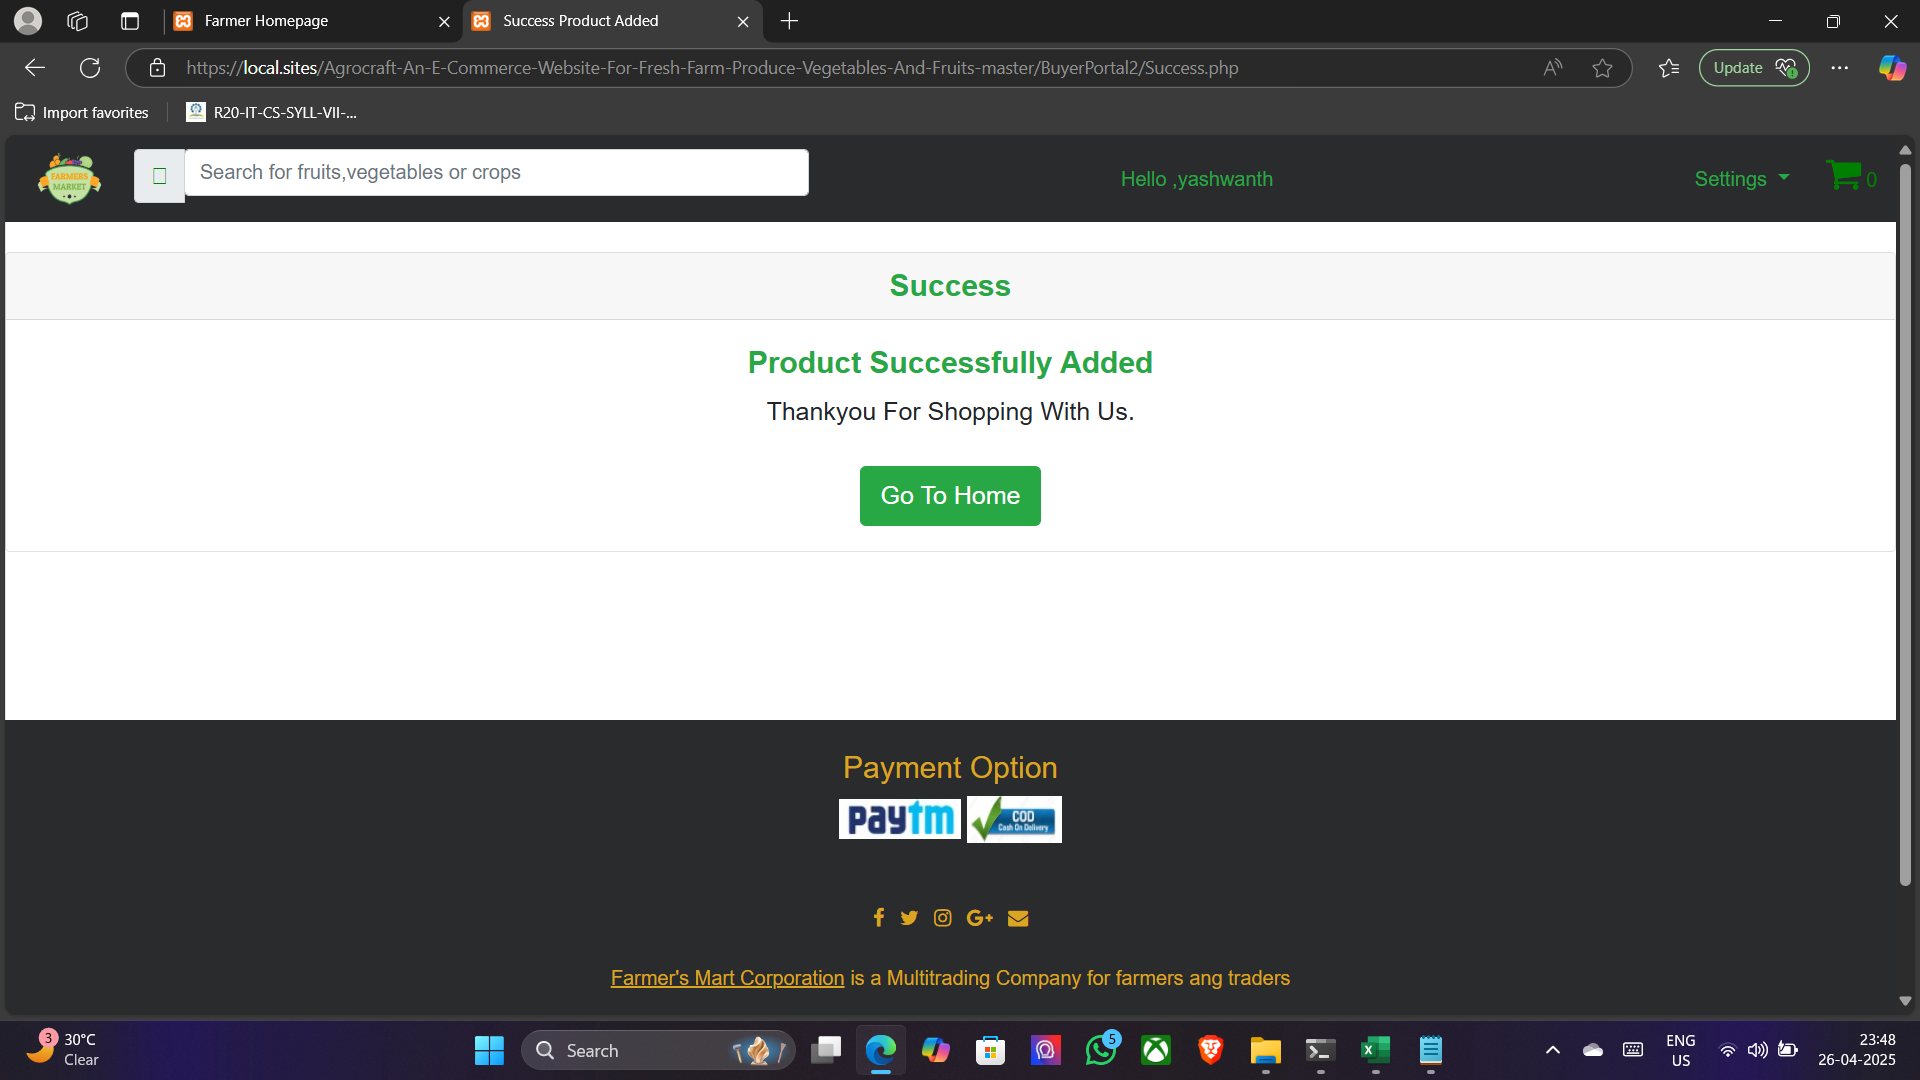 Farmer Homepage
Success Product Added
https://local.sites/Agrocraft-An-E-Commerce-Website-For-Fresh-Farm-Produce-Vegetables-And-Fruits-master/BuyerPortal2/Success.php
Update
Import favorites
R20-IT-CS-SYLL-VII-...
FARMERS
MARKET
Search for fruits,vegetables or crops
Hello ,yashwanth
Settings
0
Success
Product Successfully Added
Thankyou For Shopping With Us.
Go To Home
Payment Option
paytm
COD
Cash On Delivery
Farmer's Mart Corporation is a Multitrading Company for farmers ang traders
3
30°C
Clear
Search
5
ENG
US
23:48
26-04-2025